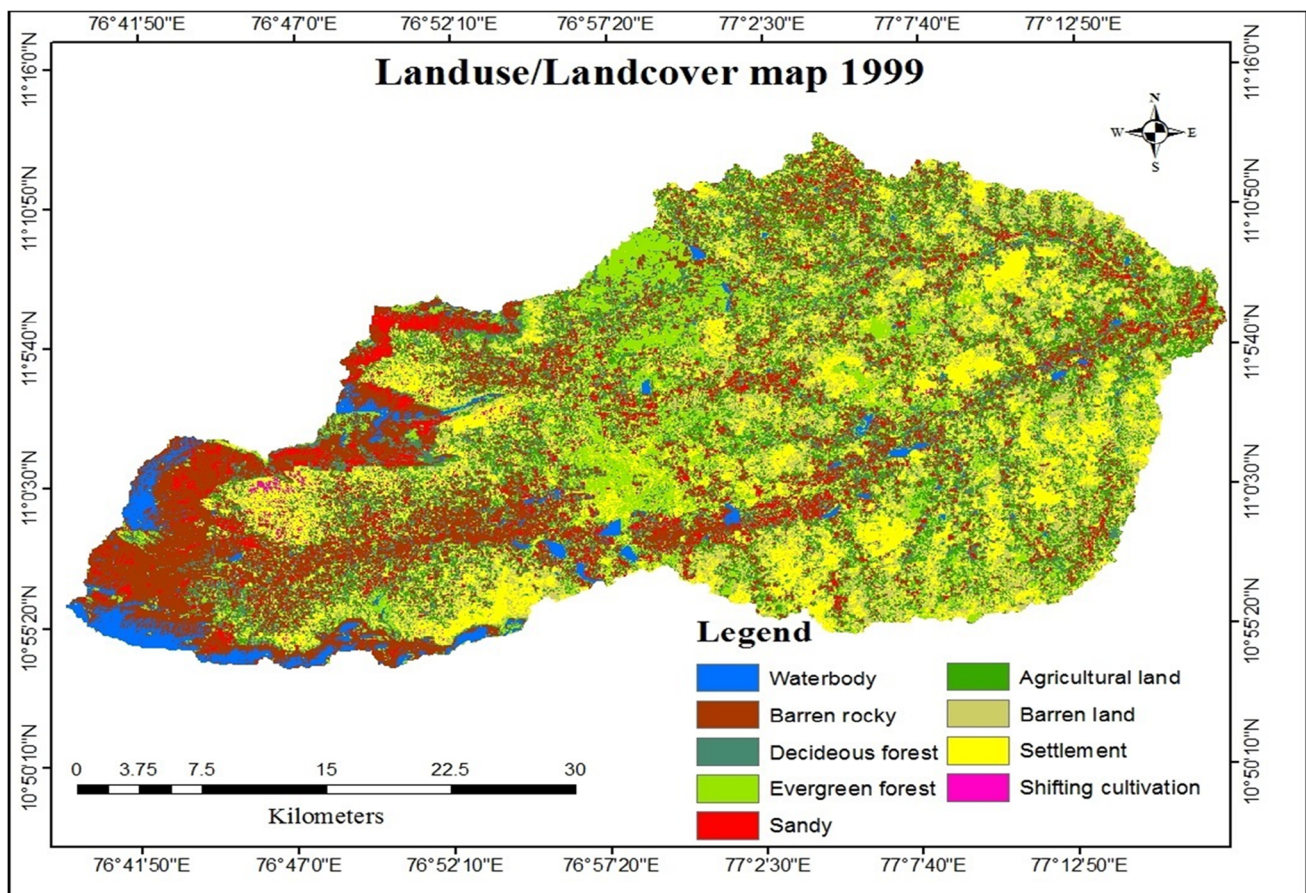 76°41'50"E 76°47'0"E 76°52'10"E 76°57'20"E 77°2'30"E 77°7'40"E 77°12'50"E
Landuse/Landcover map 1999
N
W E
S
11°16'0"N 11°16'0"N
11°10'50"N 11°10'50"N
11°54'0"N 11°54'0"N
11°0'30"N 11°0'30"N
10°55'20"N 10°55'20"N
10°50'10"N 10°50'10"N
Legend
Waterbody
Barren rocky
Decideous forest
Evergreen forest
Sandy
Agricultural land
Barren land
Settlement
Shifting cultivation
0 3.75 7.5 15 22.5 30
Kilometers
76°41'50"E 76°47'0"E 76°52'10"E 76°57'20"E 77°2'30"E 77°7'40"E 77°12'50"E